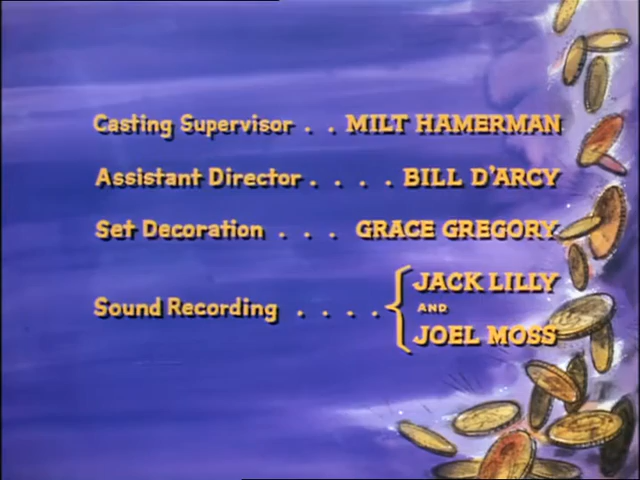 Casting Supervisor . . MILT HAMERMAN
Assistant Director . . . . BILL D'ARCY
Set Decoration . . . GRACE GREGORY
Sound Recording . . . . { JACK LILLY
AND
JOEL MOSS